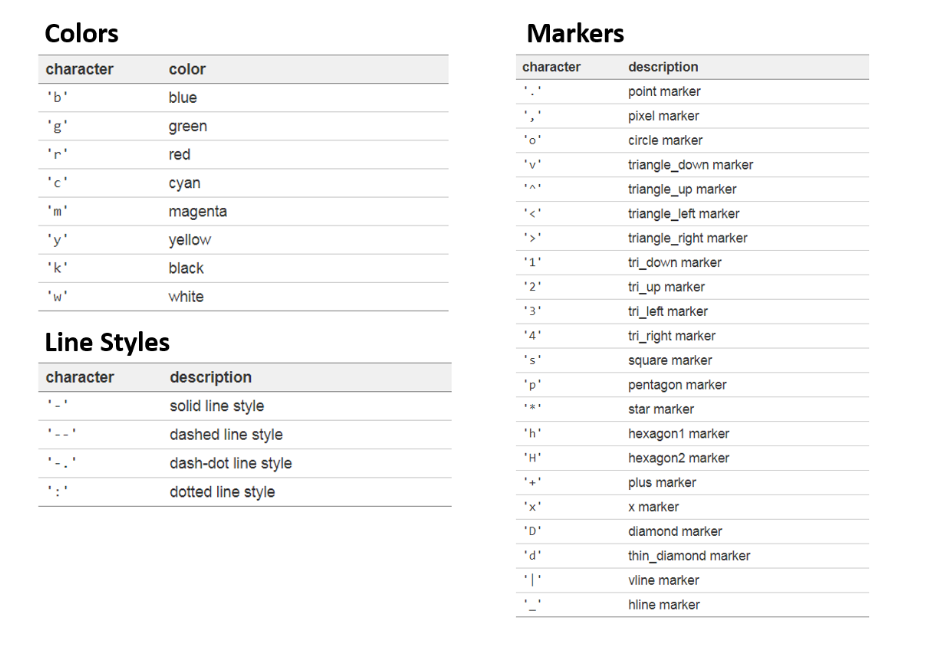 Colors
character color
'b' blue
'g' green
'r' red
'c' cyan
'm' magenta
'y' yellow
'k' black
'w' white
Line Styles
character description
'-' solid line style
'--' dashed line style
'-.' dash-dot line style
':' dotted line style
Markers
character description
'.' point marker
',' pixel marker
'o' circle marker
'v' triangle_down marker
'^' triangle_up marker
'<' triangle_left marker
'>' triangle_right marker
'1' tri_down marker
'2' tri_up marker
'3' tri_left marker
'4' tri_right marker
's' square marker
'p' pentagon marker
'*' star marker
'h' hexagon1 marker
'H' hexagon2 marker
'+' plus marker
'x' x marker
'D' diamond marker
'd' thin_diamond marker
'|' vline marker
'_' hline marker